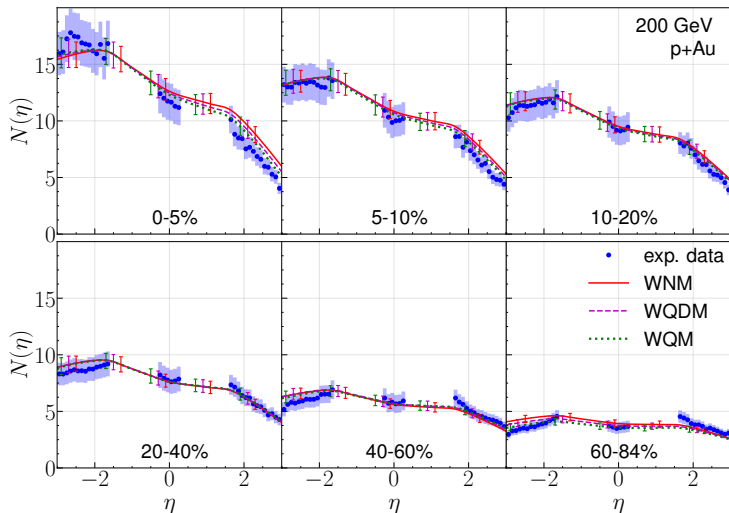 200 GeV
p+Au
N(η)
15
10
5
0
0-5%
5-10%
10-20%
N(η)
15
10
5
0
exp. data
WNM
WQDM
WQM
20-40%
40-60%
60-84%
−2 0 2 −2 0 2 −2 0 2
η η η